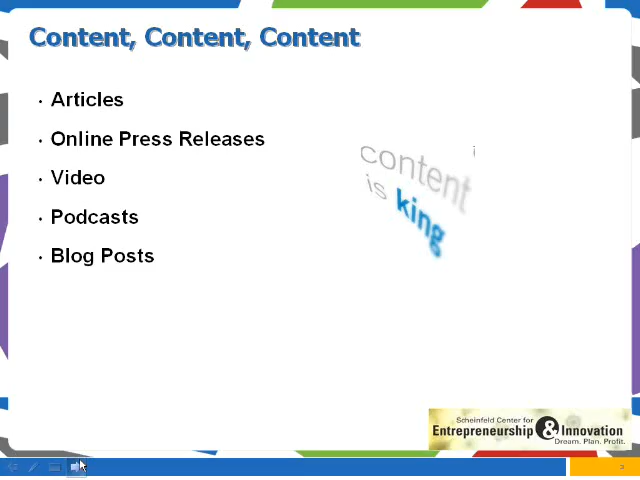 Content, Content, Content
· Articles
· Online Press Releases
· Video
· Podcasts
· Blog Posts
content
is king
Scheinfeld Center for
Entrepreneurship & Innovation
Dream. Plan. Profit.